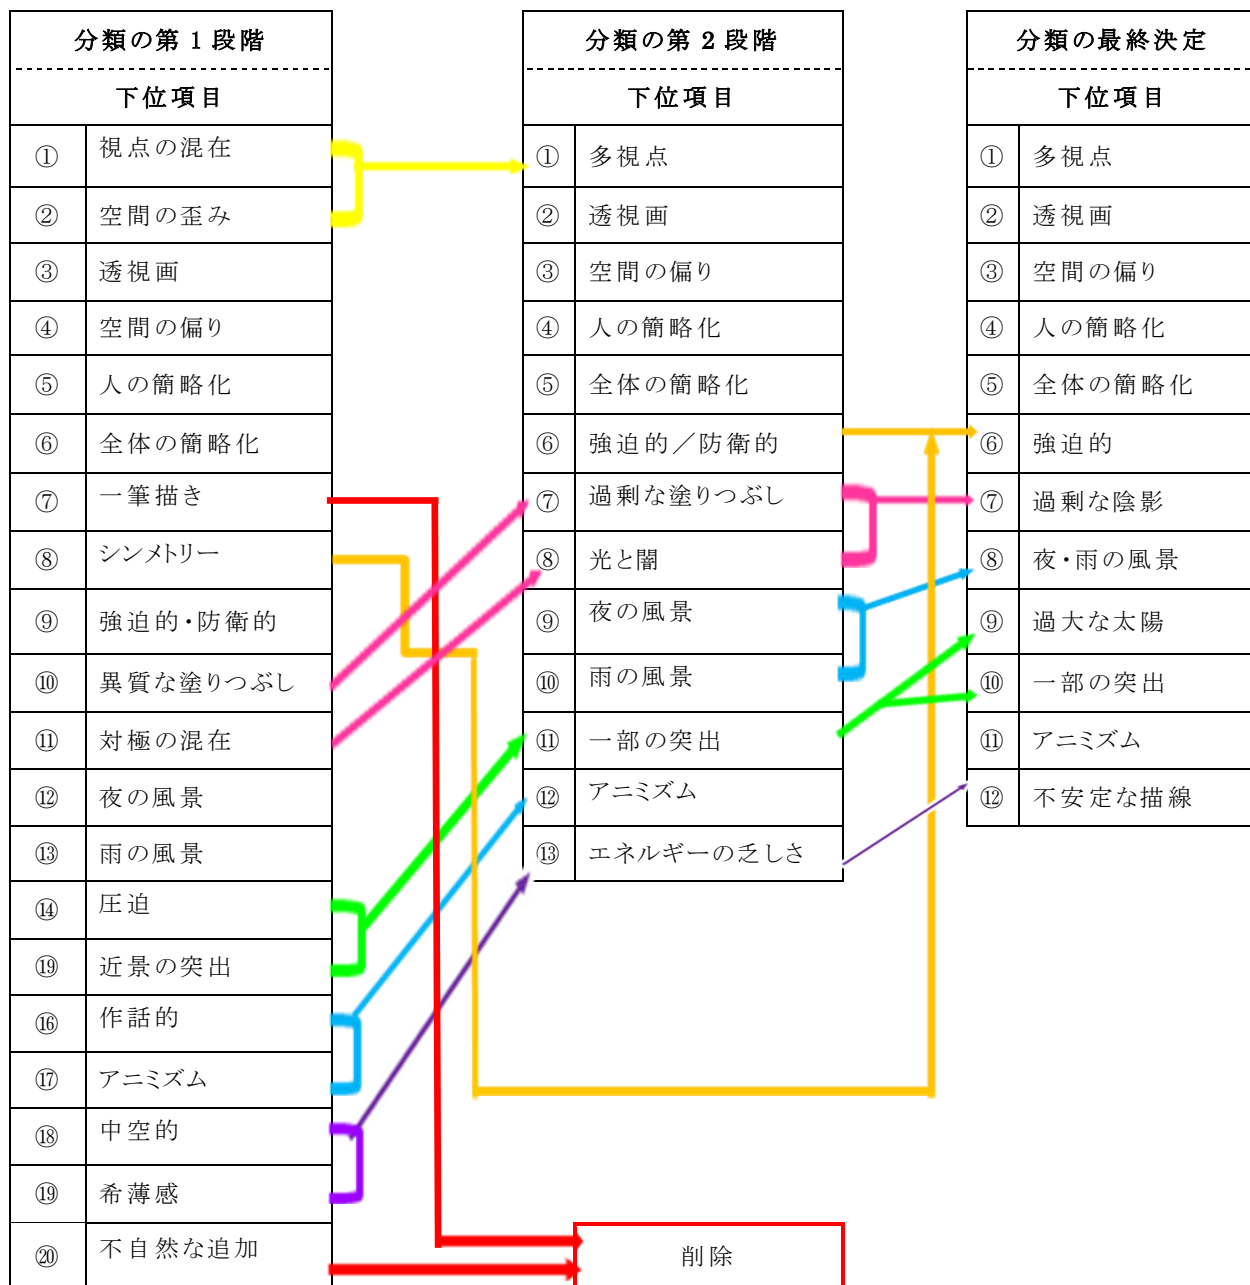 分類の第1段階
下位項目
① 視点の混在
② 空間の歪み
③ 透視画
④ 空間の偏り
⑤ 人の簡略化
⑥ 全体の簡略化
⑦ 一筆描き
⑧ シンメトリー
⑨ 強迫的・防衛的
⑩ 異質な塗りつぶし
⑪ 対極の混在
⑫ 夜の風景
⑬ 雨の風景
⑭ 圧迫
⑲ 近景の突出
⑯ 作話的
⑰ アニミズム
⑱ 中空的
⑲ 希薄感
⑳ 不自然な追加
分類の第2段階
下位項目
① 多視点
② 透視画
③ 空間の偏り
④ 人の簡略化
⑤ 全体の簡略化
⑥ 強迫的／防衛的
⑦ 過剰な塗りつぶし
⑧ 光と闇
⑨ 夜の風景
⑩ 雨の風景
⑪ 一部の突出
⑫ アニミズム
⑬ エネルギーの乏しさ
削除
分類の最終決定
下位項目
① 多視点
② 透視画
③ 空間の偏り
④ 人の簡略化
⑤ 全体の簡略化
⑥ 強迫的
⑦ 過剰な陰影
⑧ 夜・雨の風景
⑨ 過大な太陽
⑩ 一部の突出
⑪ アニミズム
⑫ 不安定な描線